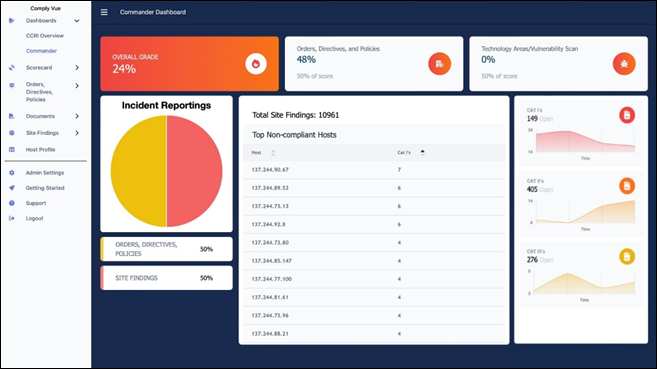 Comply Vue
Dashboards
CCRI Overview
Commander
Scorecard
Orders,
Directives,
Policies
Documents
Site Findings
Host Profile
Admin Settings
Getting Started
Support
Logout
Commander Dashboard
OVERALL GRADE
24%
Orders, Directives, and Policies
48%
50% of score
Technology Areas/Vulnerability Scan
0%
50% of score
Incident Reportings
ORDERS, DIRECTIVES,
POLICIES
50%
SITE FINDINGS
50%
Total Site Findings: 10961
Top Non-compliant Hosts
Host Cat I's
137.244.90.67 7
137.244.89.52 6
137.244.73.13 6
137.244.92.8 6
137.244.73.80 4
137.244.85.147 4
137.244.77.100 4
137.244.81.61 4
137.244.73.96 4
137.244.88.21 4
CAT I's
149 Open
26
14
Time
CAT II's
405 Open
14
6
Time
CAT III's
276 Open
5
0
Time